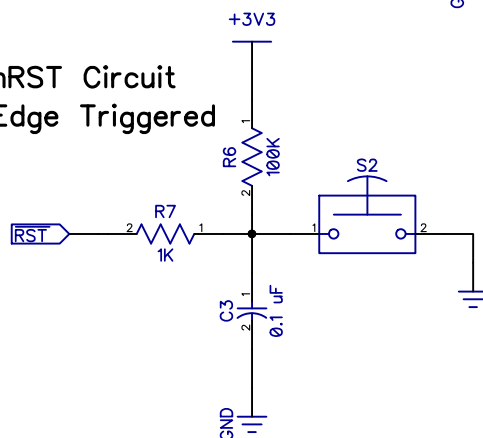 G
+3V3
nRST Circuit
Edge Triggered
1
R6
100K
2
S2
R7
RST
2
1
1K
1
2
1
C3
0.1 uF
2
GND